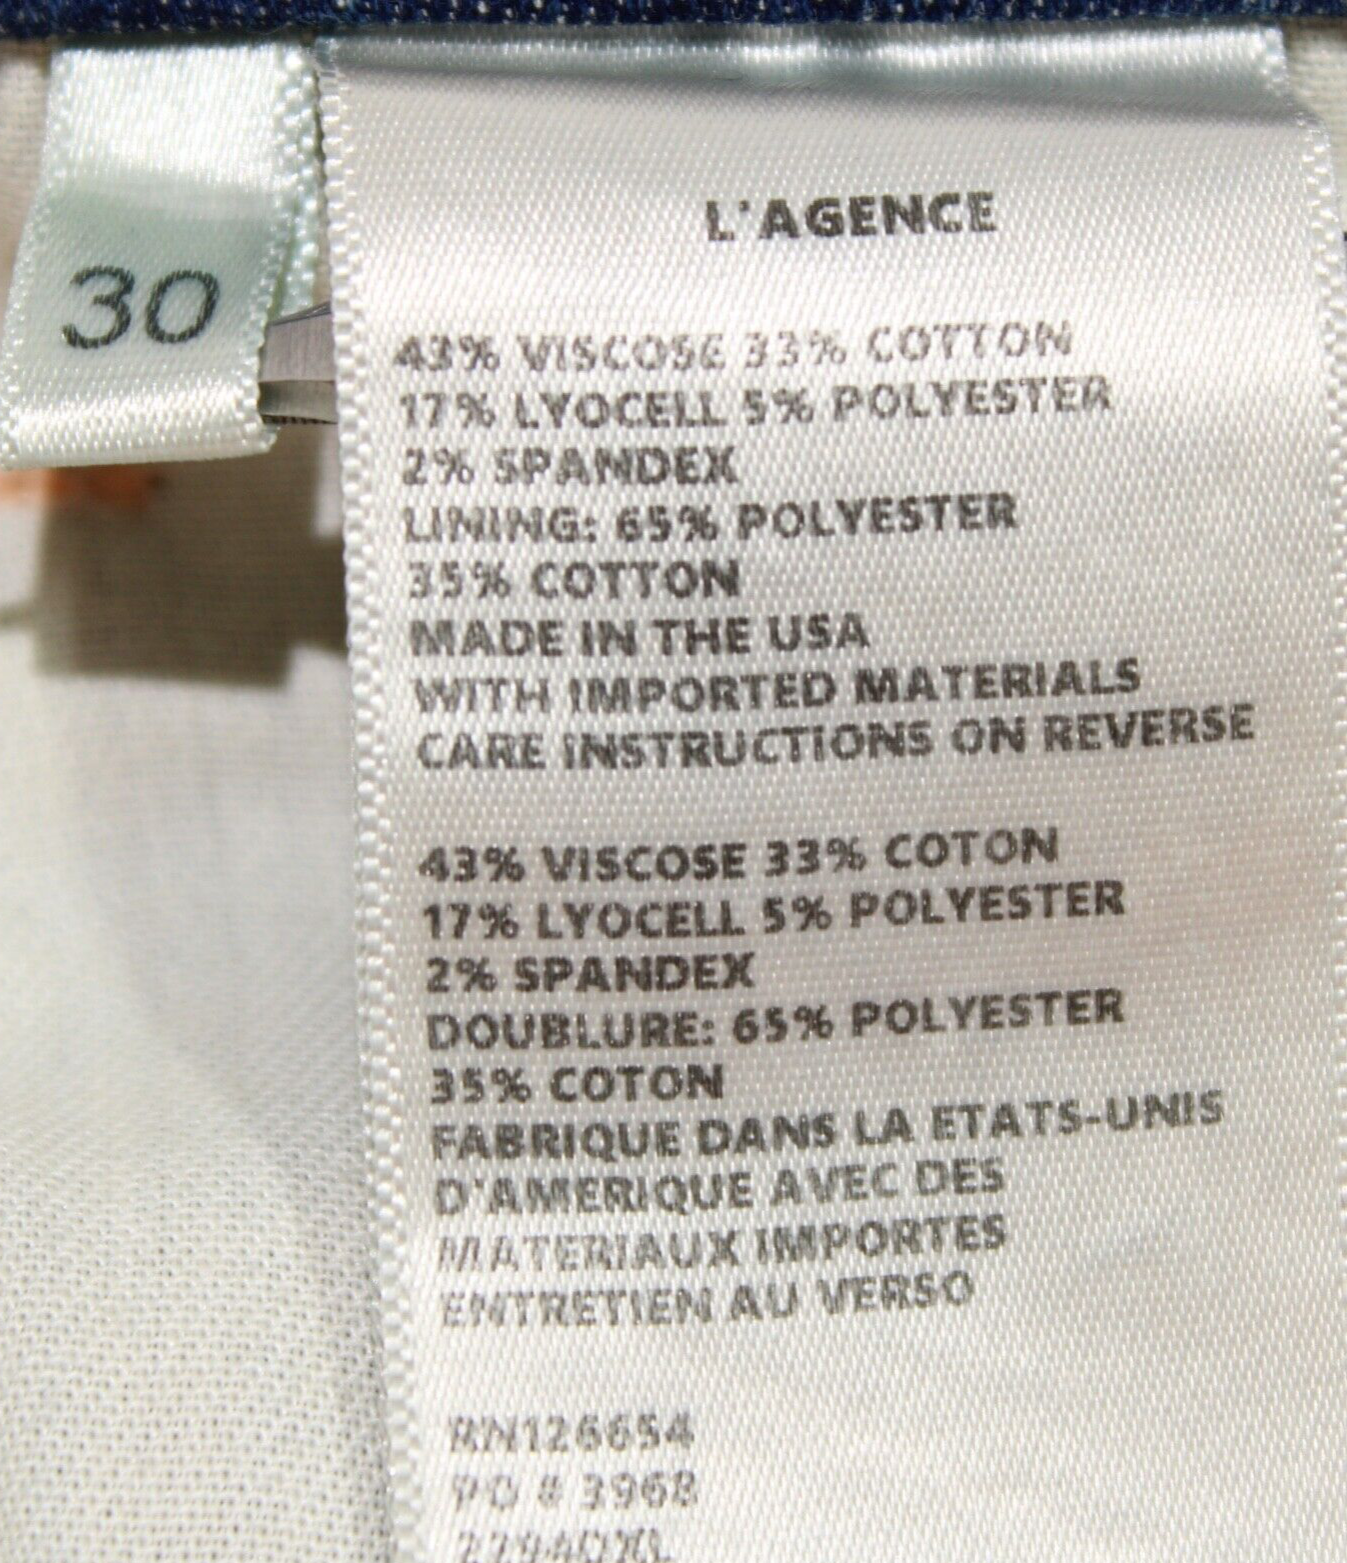 30
L'AGENCE
43% VISCOSE 33% COTTON
17% LYOCELL 5% POLYESTER
2% SPANDEX
LINING: 65% POLYESTER
35% COTTON
MADE IN THE USA
WITH IMPORTED MATERIALS
CARE INSTRUCTIONS ON REVERSE
43% VISCOSE 33% COTON
17% LYOCELL 5% POLYESTER
2% SPANDEX
DOUBLURE: 65% POLYESTER
35% COTON
FABRIQUE DANS LA ETATS-UNIS
D'AMERIQUE AVEC DES
MATERIAUX IMPORTES
ENTRETIEN AU VERSO
RN126654
PO # 3968